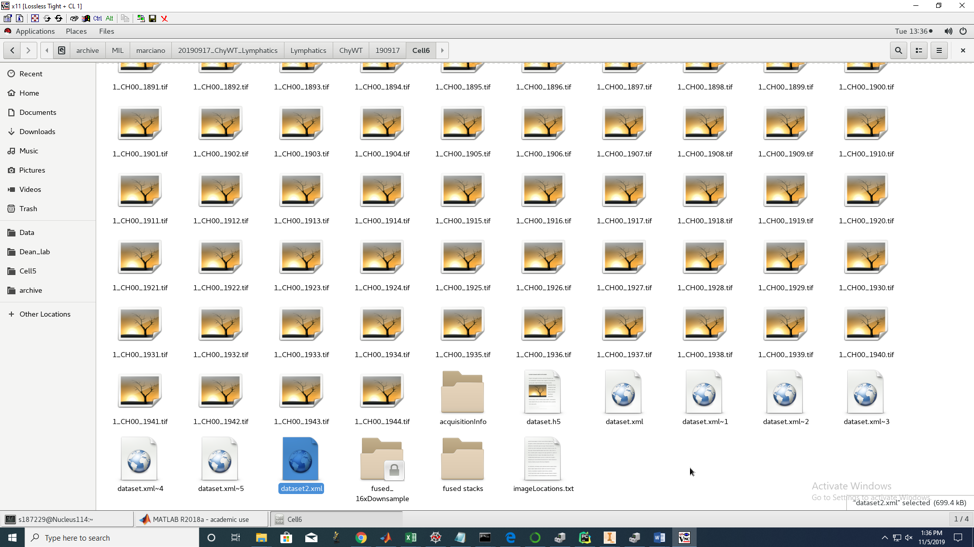 x11 [Lossless Tight + CL 1]
Ctrl Alt
Applications Places Tue 13:36
Files
archive MIL marciano 20190917_ChyWT_Lymphatics Lymphatics ChyWT 190917 Cell6
Recent
Home
Documents
Downloads
Music
Pictures
Videos
Trash
Data
Dean_lab
Cell5
archive
+ Other Locations
1_CH00_1891.tif 1_CH00_1892.tif 1_CH00_1893.tif 1_CH00_1894.tif 1_CH00_1895.tif 1_CH00_1896.tif 1_CH00_1897.tif 1_CH00_1898.tif 1_CH00_1899.tif 1_CH00_1900.tif
1_CH00_1901.tif 1_CH00_1902.tif 1_CH00_1903.tif 1_CH00_1904.tif 1_CH00_1905.tif 1_CH00_1906.tif 1_CH00_1907.tif 1_CH00_1908.tif 1_CH00_1909.tif 1_CH00_1910.tif
1_CH00_1911.tif 1_CH00_1912.tif 1_CH00_1913.tif 1_CH00_1914.tif 1_CH00_1915.tif 1_CH00_1916.tif 1_CH00_1917.tif 1_CH00_1918.tif 1_CH00_1919.tif 1_CH00_1920.tif
1_CH00_1921.tif 1_CH00_1922.tif 1_CH00_1923.tif 1_CH00_1924.tif 1_CH00_1925.tif 1_CH00_1926.tif 1_CH00_1927.tif 1_CH00_1928.tif 1_CH00_1929.tif 1_CH00_1930.tif
1_CH00_1931.tif 1_CH00_1932.tif 1_CH00_1933.tif 1_CH00_1934.tif 1_CH00_1935.tif 1_CH00_1936.tif 1_CH00_1937.tif 1_CH00_1938.tif 1_CH00_1939.tif 1_CH00_1940.tif
1_CH00_1941.tif 1_CH00_1942.tif 1_CH00_1943.tif 1_CH00_1944.tif acquisitionInfo dataset.h5 dataset.xml dataset.xml~1 dataset.xml~2 dataset.xml~3
dataset.xml~4 dataset.xml~5 dataset2.xml fused_16xDownsample fused stacks imageLocations.txt
Activate Windows
Go to Settings to activate Windows.
"dataset2.xml" selected (699.4 kB)
s187229@Nucleus114:~ MATLAB R2018a - academic use Cell6 1 / 4
Type here to search
1:36 PM
11/5/2019